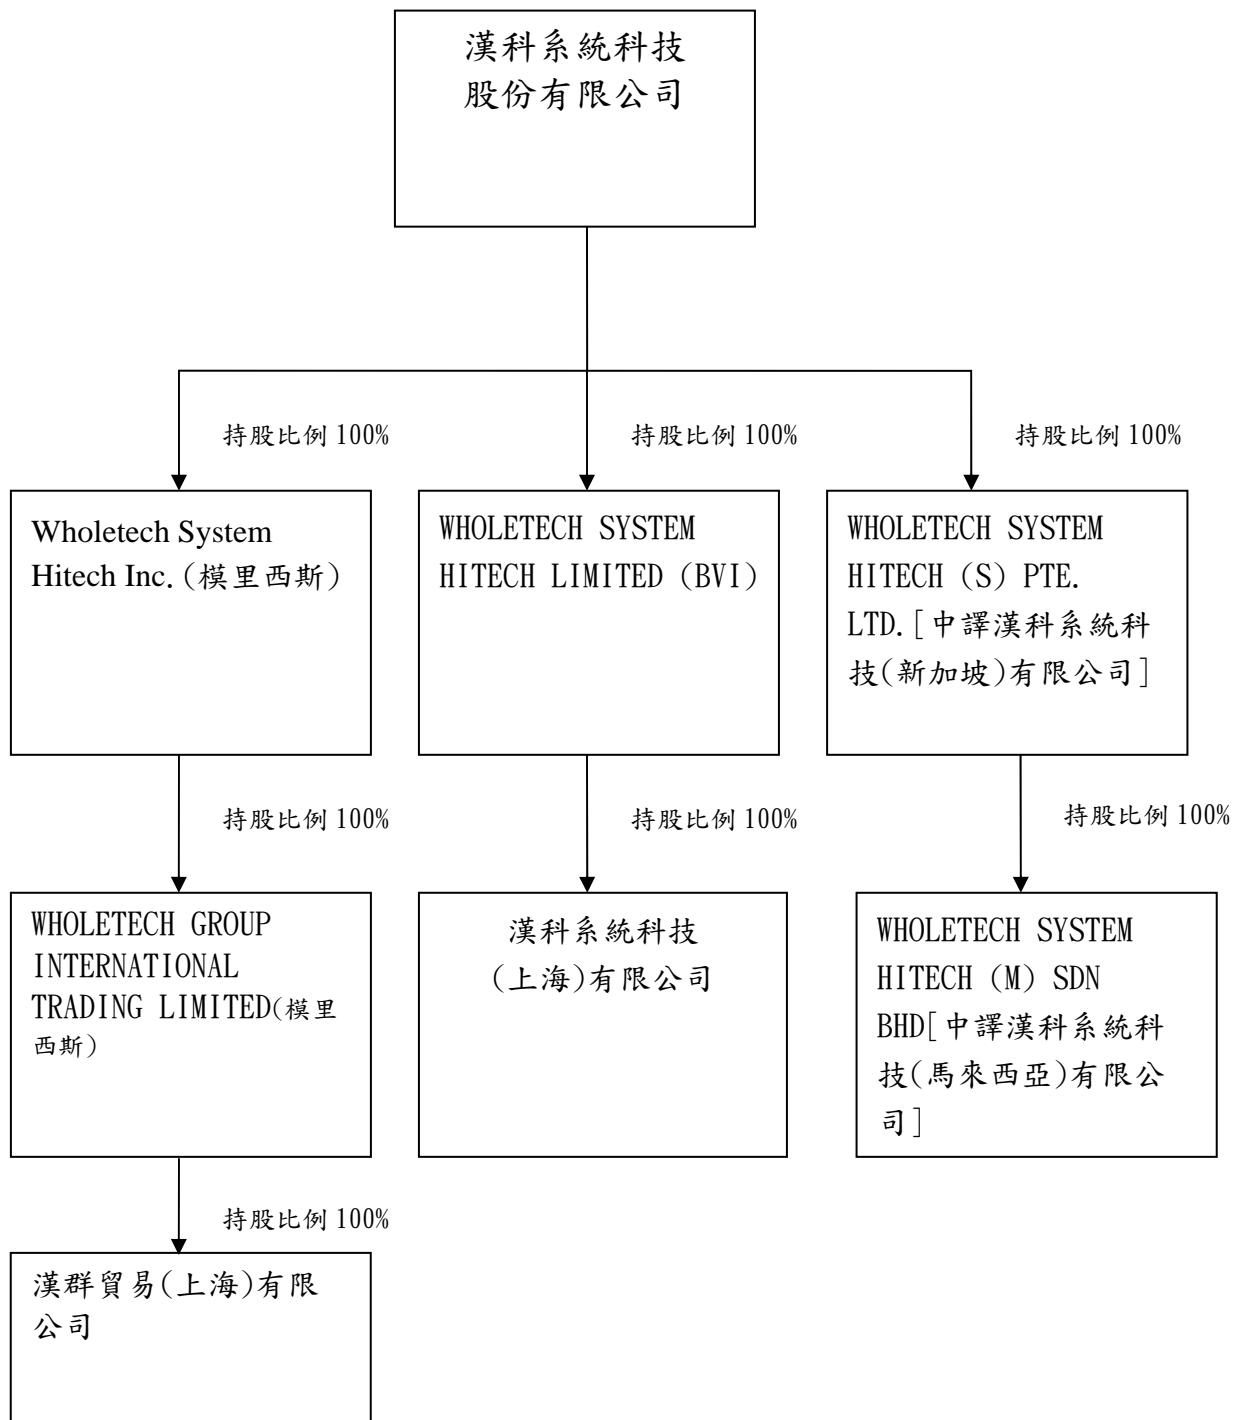 漢科系統科技
股份有限公司
持股比例 100%
持股比例 100%
持股比例 100%
Wholetech System
Hitech Inc.(模里西斯)
WHOLETECH SYSTEM
HITECH LIMITED (BVI)
WHOLETECH SYSTEM
HITECH (S) PTE.
LTD.[中譯漢科系統科
技(新加坡)有限公司]
持股比例 100%
持股比例 100%
持股比例 100%
WHOLETECH GROUP
INTERNATIONAL
TRADING LIMITED(模里
西斯)
漢科系統科技
(上海)有限公司
WHOLETECH SYSTEM
HITECH (M) SDN
BHD[中譯漢科系統科
技(馬來西亞)有限公
司]
持股比例 100%
漢群貿易(上海)有限
公司